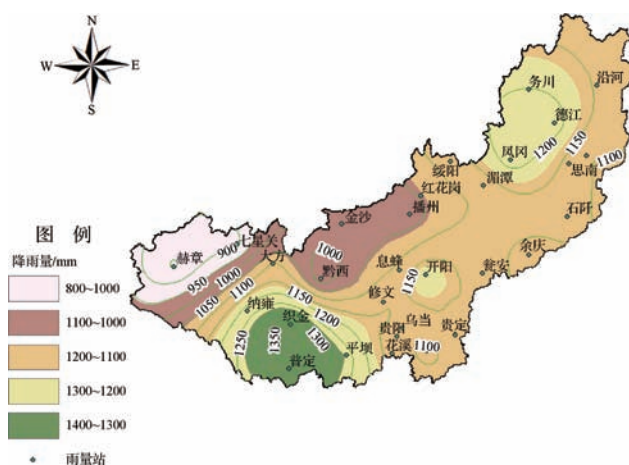 N
W E
S
务川
沿河
德江
凤冈
1200
1150
1100
思南
绥阳
湄潭
红花岗
播州
石阡
金沙
1000
余庆
七星关
900
赫章
大方
黔西
息烽
开阳
瓮安
950
1000
1050
1100
1150
1150
纳雍
1200
修文
织金
1300
乌当
贵阳
贵定
1250
1350
花溪
1100
平坝
普定
图 例
降雨量/mm
800~1000
1100~1000
1200~1100
1300~1200
1400~1300
雨量站